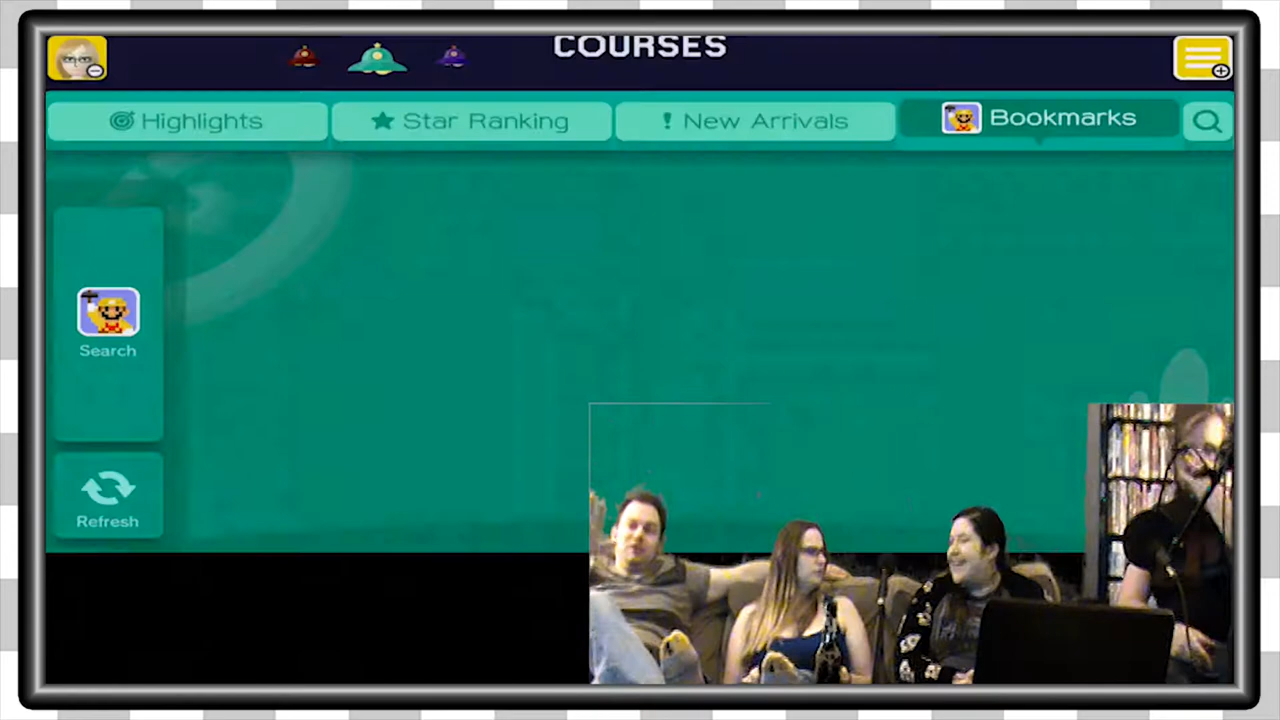 COURSES
Highlights
Star Ranking
New Arrivals
Bookmarks
Search
Refresh